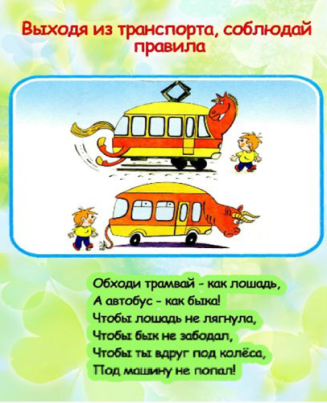 Выходя из транспорта, соблюдай
правила
Обходи трамвай - как лошадь,
А автобус - как быка!
Чтобы лошадь не лягнула,
Чтобы бык не забодал,
Чтобы ты вдруг под колёса,
Под машину не попал!